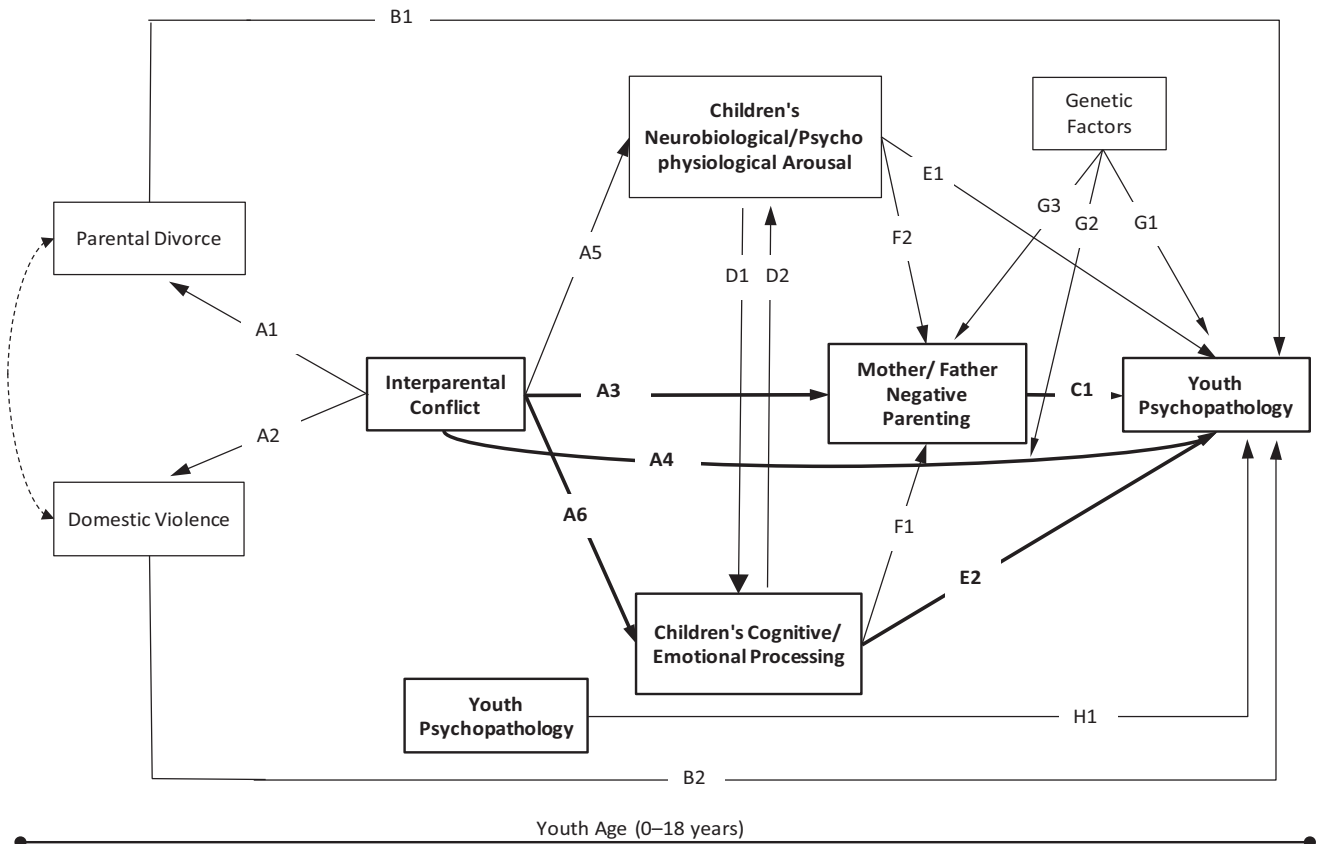 B1
Children's
Neurobiological/Psycho
physiological Arousal
Genetic
Factors
E1
G3
G2
G1
Parental Divorce
F2
A5
D1
D2
A1
Interparental
Conflict
A3
Mother/ Father
Negative
Parenting
C1
Youth
Psychopathology
A2
A4
A6
Domestic Violence
F1
E2
Children's Cognitive/
Emotional Processing
Youth
Psychopathology
H1
B2
Youth Age (0–18 years)